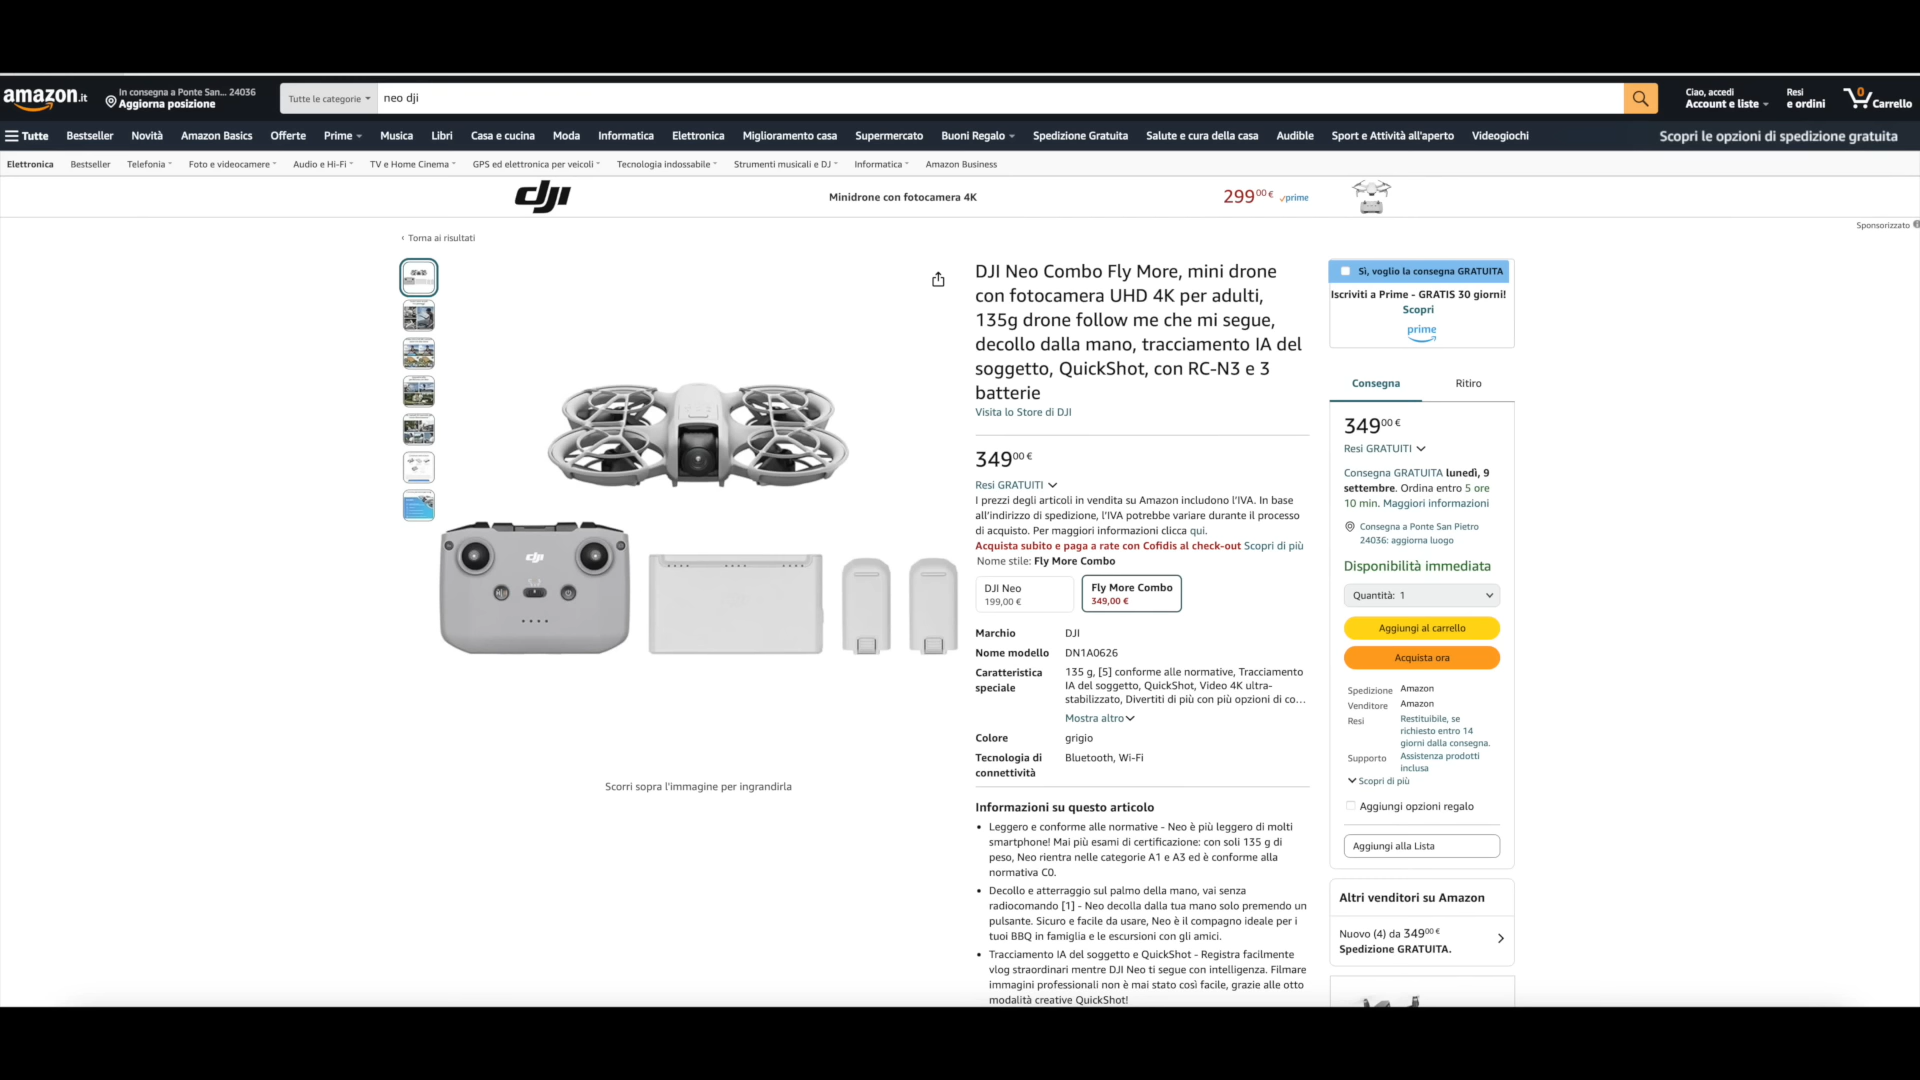 amazon.it
In consegna a Ponte San... 24036
Aggiorna posizione
Tutte le categorie
neo dji
Ciao, accedi
Account e liste
Resi
e ordini
0
Carrello
Tutte
Bestseller
Novità
Amazon Basics
Offerte
Prime
Musica
Libri
Casa e cucina
Moda
Informatica
Elettronica
Miglioramento casa
Supermercato
Buoni Regalo
Spedizione Gratuita
Salute e cura della casa
Audible
Sport e Attività all'aperto
Videogiochi
Scopri le opzioni di spedizione gratuita
Elettronica
Bestseller
Telefonia
Foto e videocamere
Audio e Hi-Fi
TV e Home Cinema
GPS ed elettronica per veicoli
Tecnologia indossabile
Strumenti musicali e DJ
Informatica
Amazon Business
dji
Minidrone con fotocamera 4K
299,00 €
prime
Sponsorizzato
‹ Torna ai risultati
dji
Scorri sopra l'immagine per ingrandirla
DJI Neo Combo Fly More, mini drone
con fotocamera UHD 4K per adulti,
135g drone follow me che mi segue,
decollo dalla mano, tracciamento IA del
soggetto, QuickShot, con RC-N3 e 3
batterie
Visita lo Store di DJI
349 00 €
Resi GRATUITI
I prezzi degli articoli in vendita su Amazon includono l'IVA. In base
all'indirizzo di spedizione, l'IVA potrebbe variare durante il processo
di acquisto. Per maggiori informazioni clicca qui.
Acquista subito e paga a rate con Cofidis al check-out Scopri di più
Nome stile: Fly More Combo
DJI Neo
199,00 €
Fly More Combo
349,00 €
Marchio DJI
Nome modello DN1A0626
Caratteristica speciale
135 g, [5] conforme alle normative, Tracciamento
IA del soggetto, QuickShot, Video 4K ultra-
stabilizzato, Divertiti di più con più opzioni di co...
Mostra altro
Colore grigio
Tecnologia di connettività
Bluetooth, Wi-Fi
Informazioni su questo articolo
• Leggero e conforme alle normative - Neo è più leggero di molti
smartphone! Mai più esami di certificazione: con soli 135 g di
peso, Neo rientra nelle categorie A1 e A3 ed è conforme alla
normativa C0.
• Decollo e atterraggio sul palmo della mano, vai senza
radiocomando [1] - Neo decolla dalla tua mano solo premendo un
pulsante. Sicuro e facile da usare, Neo è il compagno ideale per i
tuoi BBQ in famiglia e le escursioni con gli amici.
• Tracciamento IA del soggetto e QuickShot - Registra facilmente
vlog straordinari mentre DJI Neo ti segue con intelligenza. Filmare
immagini professionali non è mai stato così facile, grazie alle otto
modalità creative QuickShot!
Sì, voglio la consegna GRATUITA
Iscriviti a Prime - GRATIS 30 giorni!
Scopri
prime
Consegna
Ritiro
349 00 €
Resi GRATUITI
Consegna GRATUITA lunedì, 9
settembre. Ordina entro 5 ore
10 min. Maggiori informazioni
Consegna a Ponte San Pietro
24036: aggiorna luogo
Disponibilità immediata
Quantità: 1
Aggiungi al carrello
Acquista ora
Spedizione Amazon
Venditore Amazon
Resi Restituibile, se
richiesto entro 14
giorni dalla consegna.
Supporto Assistenza prodotti
inclusa
Scopri di più
Aggiungi opzioni regalo
Aggiungi alla Lista
Altri venditori su Amazon
Nuovo (4) da 349 00 €
Spedizione GRATUITA.